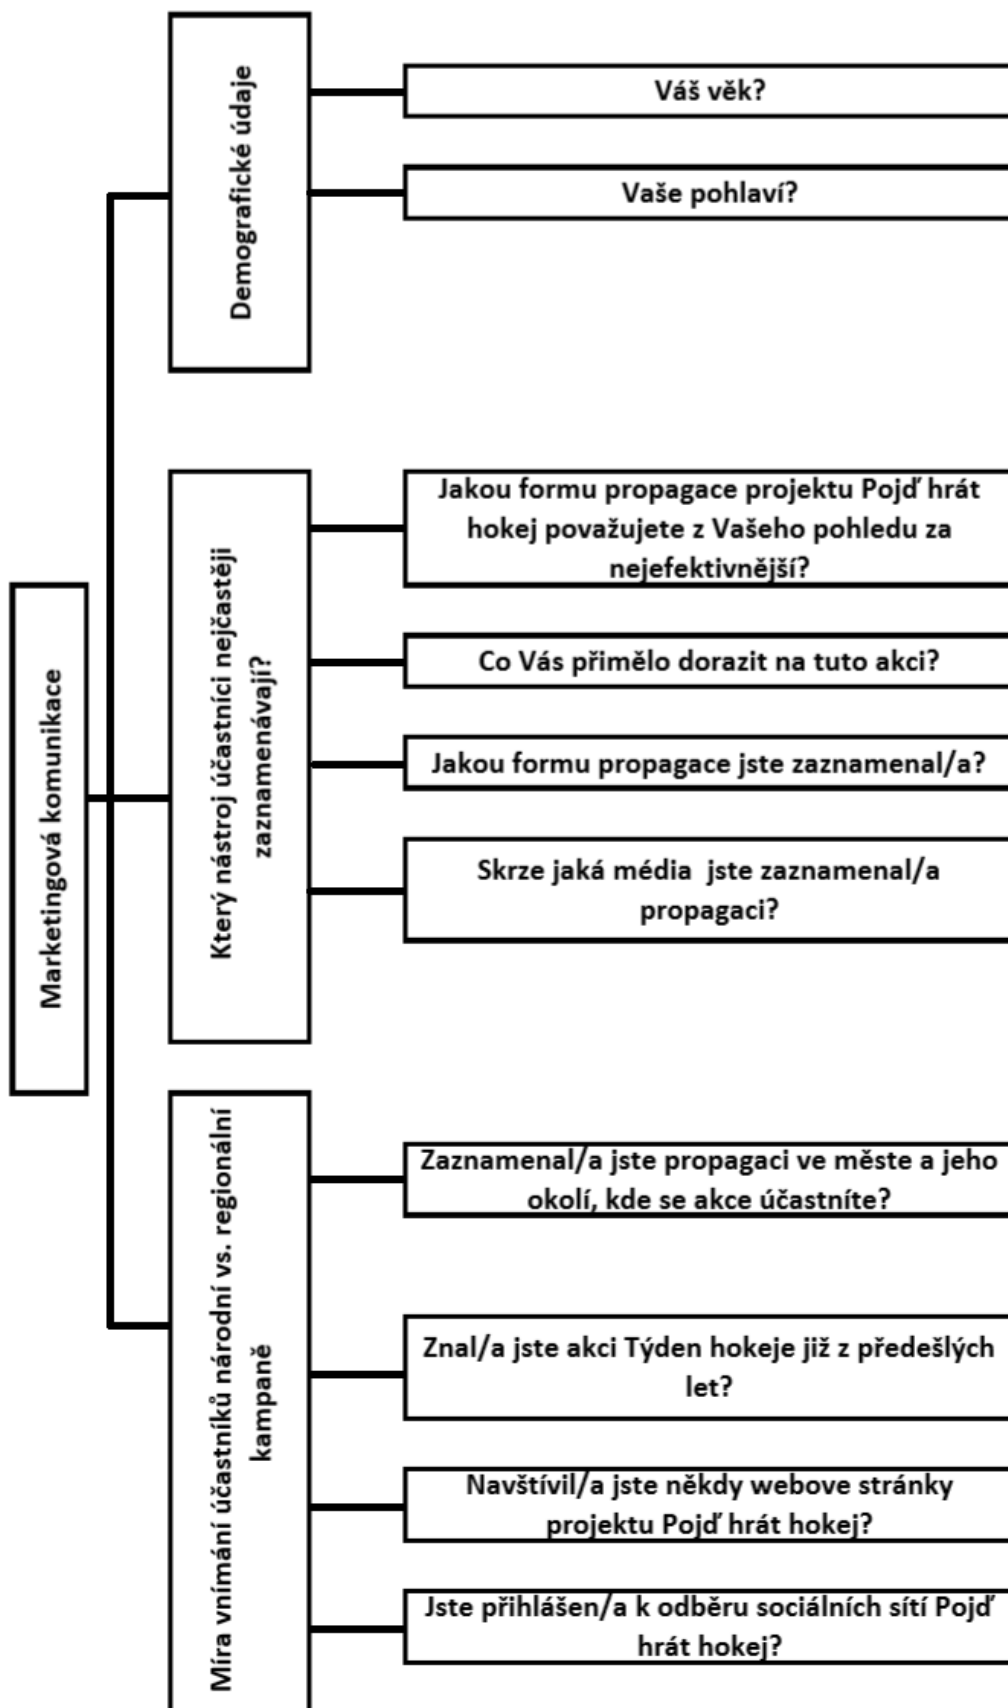 Marketingová komunikace
Demografické údaje
Váš věk?
Vaše pohlaví?
Který nástroj účastníci nejčastěji
zaznamenávají?
Jakou formu propagace projektu Pojď hrát
hokej považujete z Vašeho pohledu za
nejefektivnější?
Co Vás přimělo dorazit na tuto akci?
Jakou formu propagace jste zaznamenal/a?
Skrze jaká média jste zaznamenal/a
propagaci?
Míra vnímání účastníků národní vs. regionální
kampaně
Zaznamenal/a jste propagaci ve měste a jeho
okolí, kde se akce účastníte?
Znal/a jste akci Týden hokeje již z předešlých
let?
Navštívil/a jste někdy webove stránky
projektu Pojď hrát hokej?
Jste přihlášen/a k odběru sociálních sítí Pojď
hrát hokej?